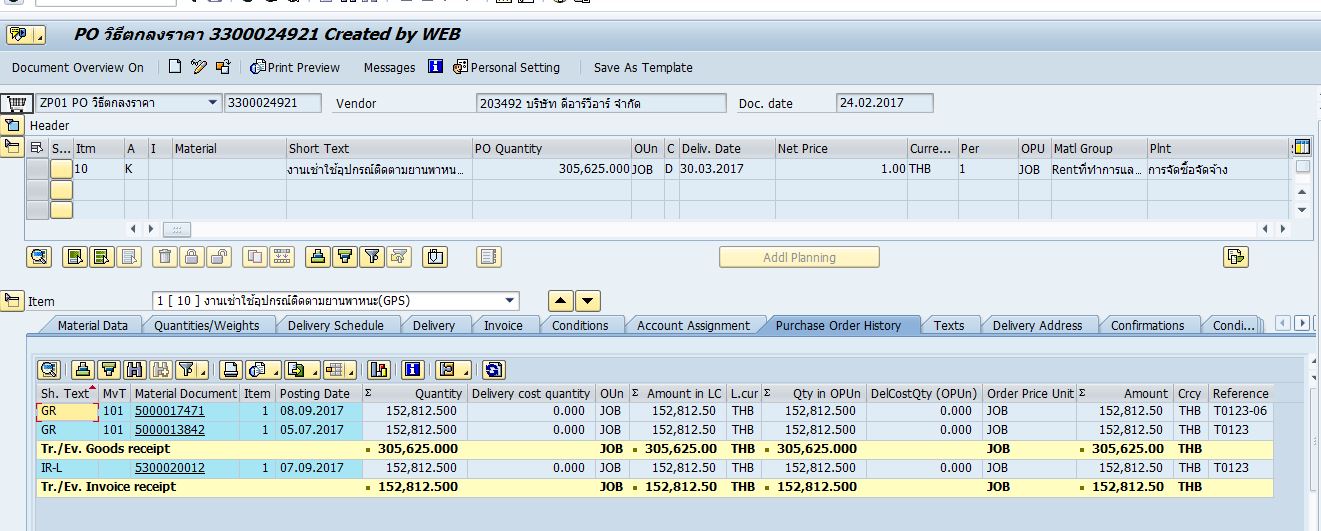 PO วิธีตกลงราคา 3300024921 Created by WEB
Document Overview On Print Preview Messages Personal Setting Save As Template
ZP01 PO วิธีตกลงราคา 3300024921 Vendor 203492 บริษัท ดีอาร์วีอาร์ จำกัด Doc. date 24.02.2017
Header
S... Itm A I Material Short Text PO Quantity OUn C Deliv. Date Net Price Curre... Per OPU Matl Group Plnt
10 K งานเช่าใช้อุปกรณ์ติดตามยานพาหน... 305,625.000 JOB D 30.03.2017 1.00 THB 1 JOB Rentที่ทำการแล... การจัดซื้อจัดจ้าง
Addl Planning
Item 1 [ 10 ] งานเช่าใช้อุปกรณ์ติดตามยานพาหนะ(GPS)
Material Data Quantities/Weights Delivery Schedule Delivery Invoice Conditions Account Assignment Purchase Order History Texts Delivery Address Confirmations Condi...
Sh. Text MvT Material Document Item Posting Date Σ Quantity Delivery cost quantity OUn Σ Amount in LC L.cur Σ Qty in OPUn DelCostQty (OPUn) Order Price Unit Σ Amount Crcy Reference
GR 101 5000017471 1 08.09.2017 152,812.500 0.000 JOB 152,812.50 THB 152,812.500 0.000 JOB 152,812.50 THB T0123-06
GR 101 5000013842 1 05.07.2017 152,812.500 0.000 JOB 152,812.50 THB 152,812.500 0.000 JOB 152,812.50 THB T0123
Tr./Ev. Goods receipt 305,625.000 JOB 305,625.00 THB 305,625.000 JOB 305,625.00 THB
IR-L 5300020012 1 07.09.2017 152,812.500 0.000 JOB 152,812.50 THB 152,812.500 0.000 JOB 152,812.50 THB T0123
Tr./Ev. Invoice receipt 152,812.500 JOB 152,812.50 THB 152,812.500 JOB 152,812.50 THB